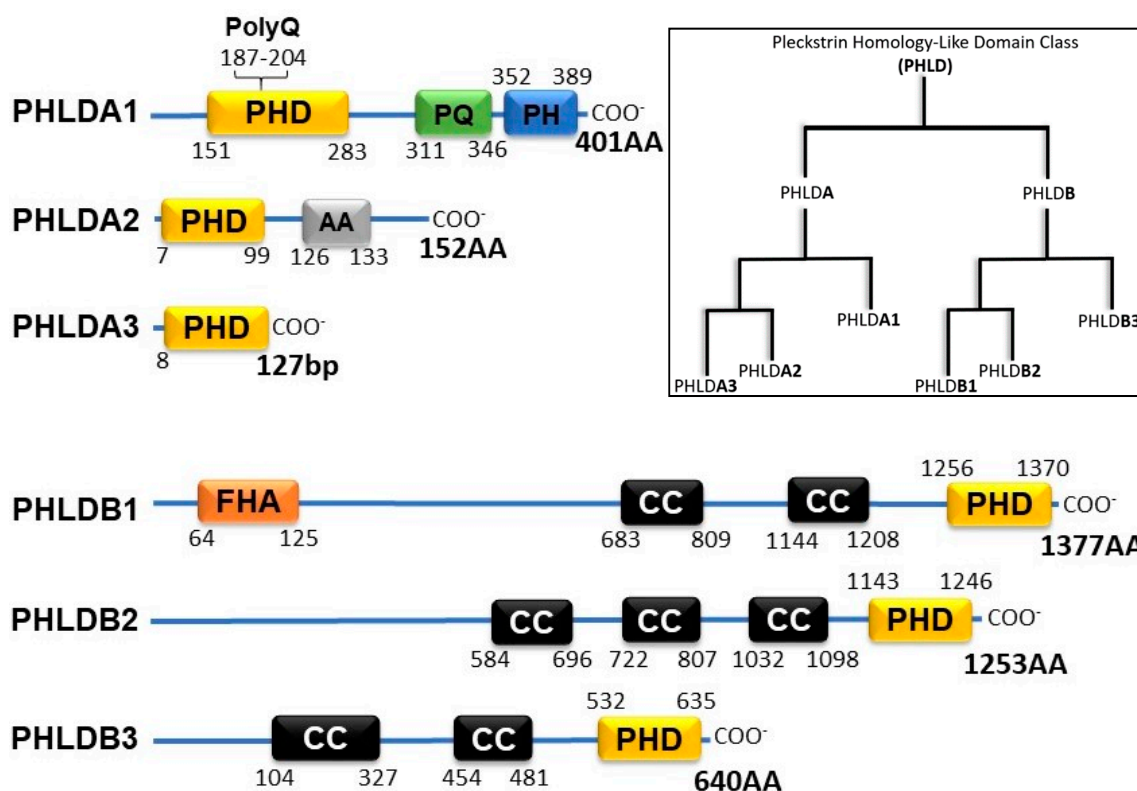 PolyQ
187-204
PHLDA1
PHD
PQ
PH
352 389
COO⁻
151 283 311 346
401AA
PHLDA2
PHD
AA
COO⁻
7 99 126 133
152AA
PHLDA3
PHD
COO⁻
8
127bp
Pleckstrin Homology-Like Domain Class
(PHLD)
PHLDA PHLDB
PHLDA1 PHLDB3
PHLDA2 PHLDB2
PHLDA3 PHLDB1
1256 1370
PHLDB1
FHA
CC
CC
PHD
COO⁻
64 125 683 809 1144 1208
1377AA
1143 1246
PHLDB2
CC
CC
CC
PHD
COO⁻
584 696 722 807 1032 1098
1253AA
532 635
PHLDB3
CC
CC
PHD
COO⁻
104 327 454 481
640AA